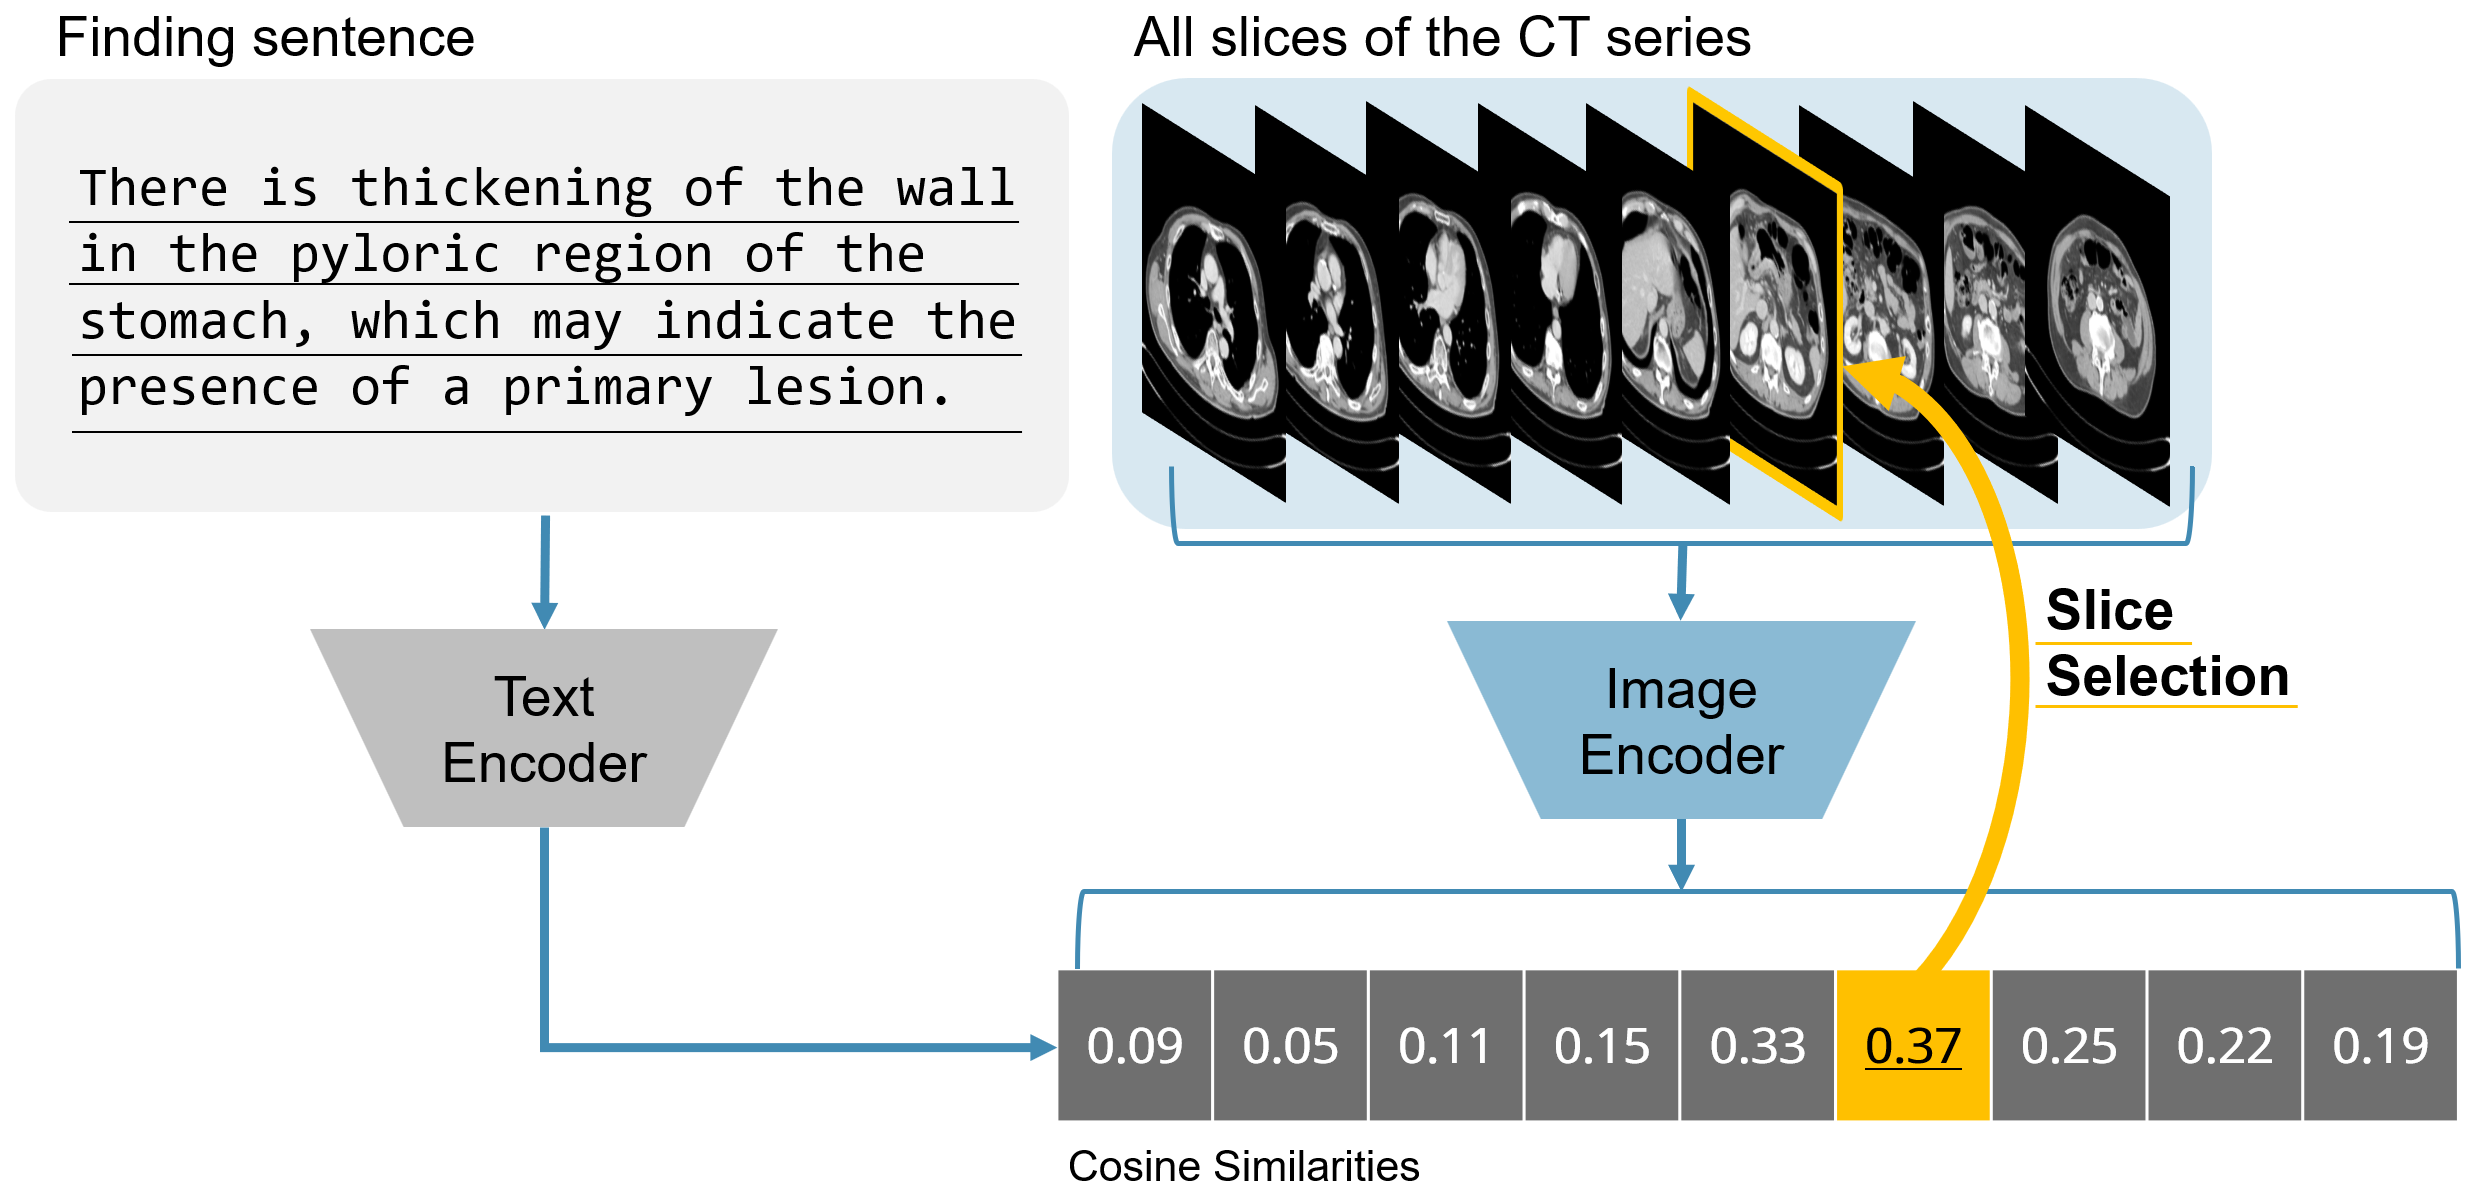 Finding sentence
There is thickening of the wall
in the pyloric region of the
stomach, which may indicate the
presence of a primary lesion.
All slices of the CT series
Text
Encoder
Image
Encoder
Slice
Selection
0.09 0.05 0.11 0.15 0.33 0.37 0.25 0.22 0.19
Cosine Similarities